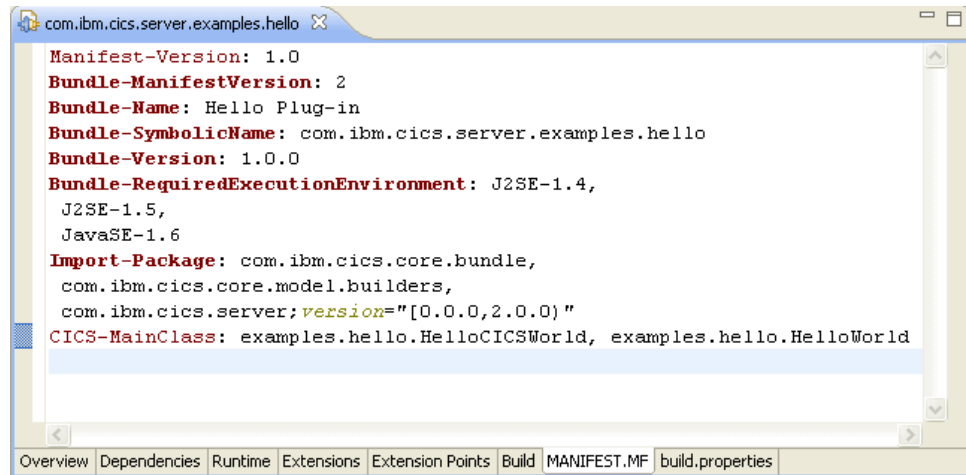 com.ibm.cics.server.examples.hello
Manifest-Version: 1.0
Bundle-ManifestVersion: 2
Bundle-Name: Hello Plug-in
Bundle-SymbolicName: com.ibm.cics.server.examples.hello
Bundle-Version: 1.0.0
Bundle-RequiredExecutionEnvironment: J2SE-1.4,
J2SE-1.5,
JavaSE-1.6
Import-Package: com.ibm.cics.core.bundle,
com.ibm.cics.core.model.builders,
com.ibm.cics.server;version="[0.0.0,2.0.0)"
CICS-MainClass: examples.hello.HelloCICSWorld, examples.hello.HelloWorld
Overview Dependencies Runtime Extensions Extension Points Build MANIFEST.MF build.properties